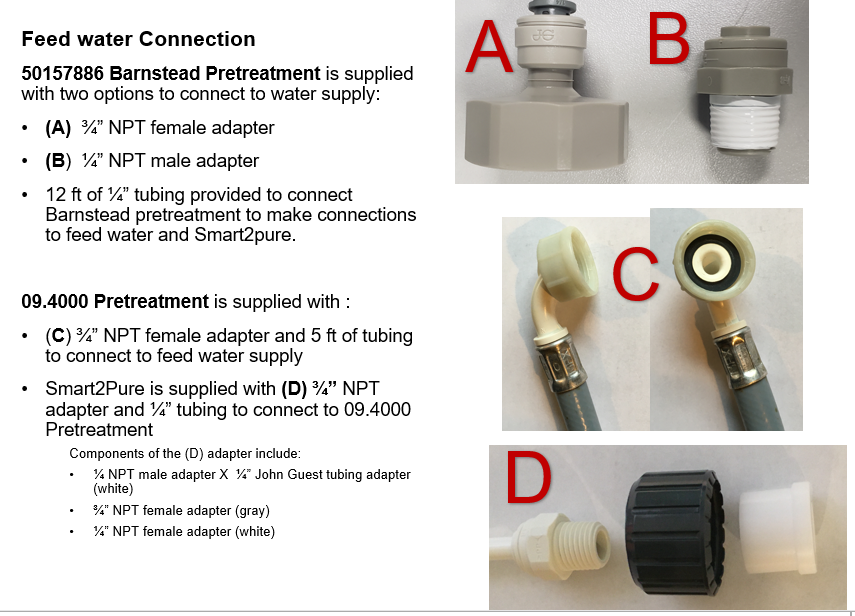 Feed water Connection
50157886 Barnstead Pretreatment is supplied
with two options to connect to water supply:
• (A) ¾” NPT female adapter
• (B) ¼” NPT male adapter
• 12 ft of ¼” tubing provided to connect
Barnstead pretreatment to make connections
to feed water and Smart2pure.
09.4000 Pretreatment is supplied with :
• (C) ¾” NPT female adapter and 5 ft of tubing
to connect to feed water supply
• Smart2Pure is supplied with (D) ¾” NPT
adapter and ¼” tubing to connect to 09.4000
Pretreatment
Components of the (D) adapter include:
• ¼ NPT male adapter X ¼” John Guest tubing adapter
(white)
• ¾” NPT female adapter (gray)
• ¼” NPT female adapter (white)
A
B
C
D